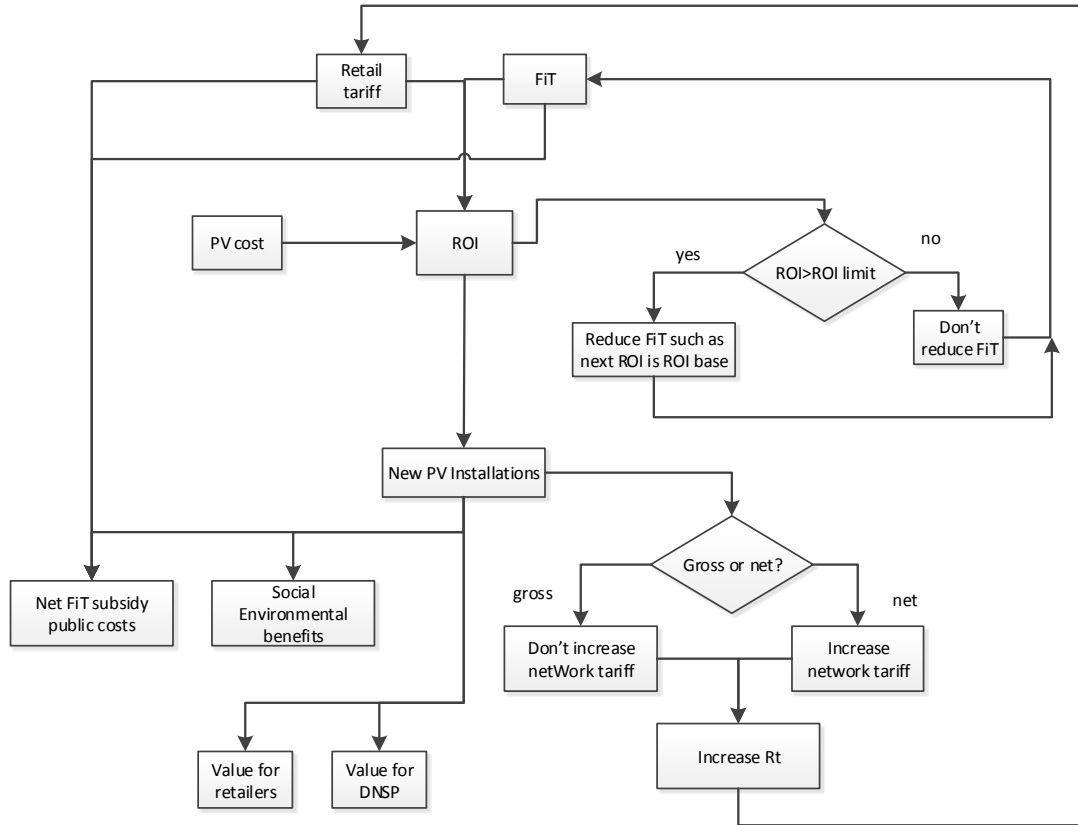 Retail
tariff
FiT
PV cost
ROI
ROI>ROI limit
yes
no
Reduce FiT such as
next ROI is ROI base
Don't
reduce FiT
New PV Installations
Gross or net?
gross
net
Net FiT subsidy
public costs
Social
Environmental
benefits
Don't increase
netWork tariff
Increase
network tariff
Value for
retailers
Value for
DNSP
Increase Rt